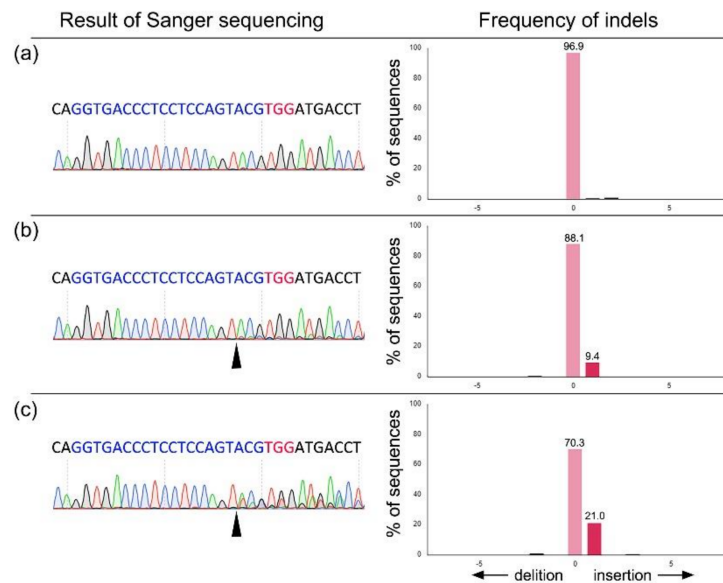 Result of Sanger sequencing
Frequency of indels
(a)
CAGGTGACCCTCCTCCAGTACGTGGATGACCT
% of sequences
100
80
60
40
20
0
96.9
-5
0
5
(b)
CAGGTGACCCTCCTCCAGTACGTGGATGACCT
% of sequences
100
80
60
40
20
0
88.1
9.4
-5
0
5
(c)
CAGGTGACCCTCCTCCAGTACGTGGATGACCT
% of sequences
100
80
60
40
20
0
70.3
21.0
-5
0
5
delition
insertion